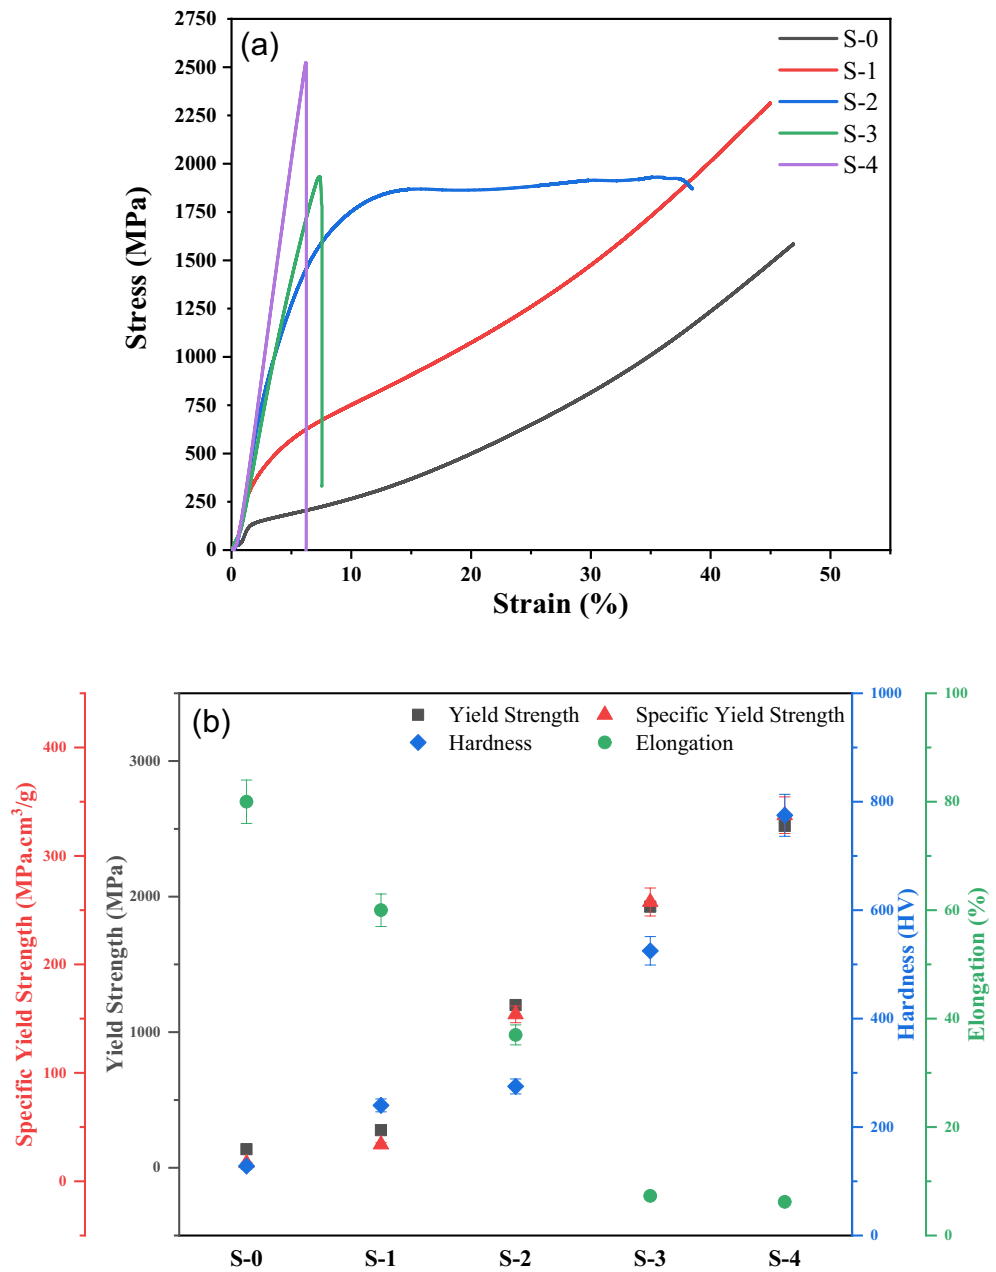 (a)
S-0
S-1
S-2
S-3
S-4
2750
2500
2250
2000
1750
1500
1250
1000
750
500
250
0
Stress (MPa)
0 10 20 30 40 50
Strain (%)
(b)
Yield Strength
Specific Yield Strength
Hardness
Elongation
400
300
200
100
0
Specific Yield Strength (MPa.cm³/g)
3000
2000
1000
0
Yield Strength (MPa)
1000
800
600
400
200
0
Hardness (HV)
100
80
60
40
20
0
Elongation (%)
S-0 S-1 S-2 S-3 S-4